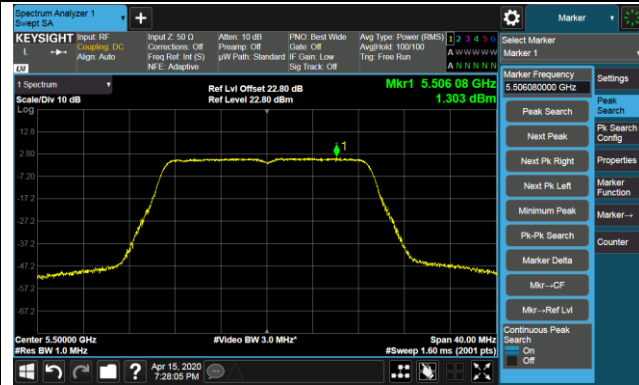 Spectrum Analyzer 1
Swept SA
Marker
KEYSIGHT
L
LXI
Input: RF
Coupling: DC
Align: Auto
Input Z: 50 Ω
Corrections: Off
Freq Ref: Int (S)
NFE: Adaptive
Atten: 10 dB
Preamp: Off
µW Path: Standard
PNO: Best Wide
Gate: Off
IF Gain: Low
Sig Track: Off
Avg Type: Power (RMS)
Avg|Hold: 100/100
Trig: Free Run
1 2 3 4 5 6
A W W W W W
A N N N N N
Select Marker
Marker 1
1 Spectrum
Scale/Div 10 dB
Log
Ref Lvl Offset 22.80 dB
Ref Level 22.80 dBm
Mkr1 5.506 08 GHz
1.303 dBm
12.8
2.80
-7.20
-17.2
-27.2
-37.2
-47.2
-57.2
-67.2
1
Center 5.50000 GHz
#Res BW 1.0 MHz
#Video BW 3.0 MHz*
Span 40.00 MHz
#Sweep 1.60 ms (2001 pts)
Marker Frequency
5.506080000 GHz
Peak Search
Next Peak
Next Pk Right
Next Pk Left
Minimum Peak
Pk-Pk Search
Marker Delta
Mkr→CF
Mkr→Ref Lvl
Continuous Peak
Search
On
Off
Settings
Peak
Search
Pk Search
Config
Properties
Marker
Function
Marker→
Counter
?
Apr 15, 2020
7:28:05 PM